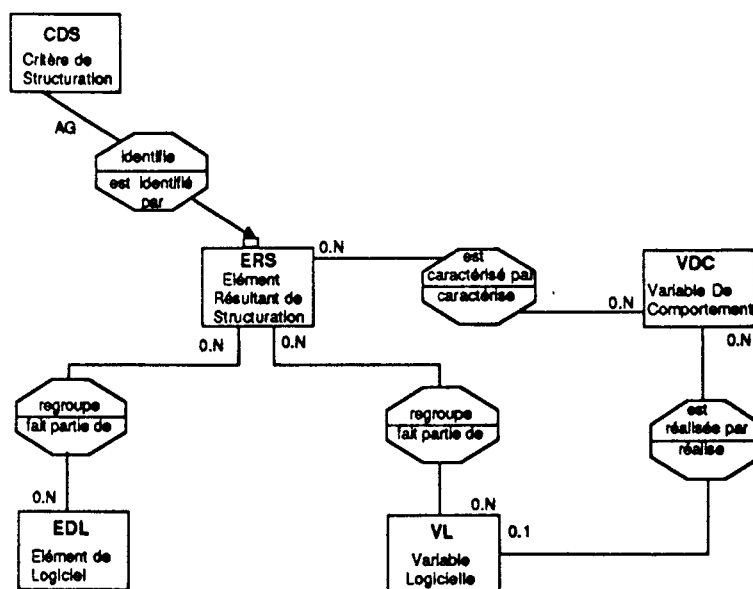 CDS
Critère de
Structuration
AG
identifie
est identifié
par
ERS
Elément
Résultant de
Structuration
0.N
est
caractérisé par
caractérise
0.N
VDC
Variable De
Comportement
0.N
0.N
0.N
regroupe
fait partie de
regroupe
fait partie de
est
réalisée par
réalise
0.N
EDL
Elément de
Logiciel
0.N
VL
Variable
Logicielle
0.1